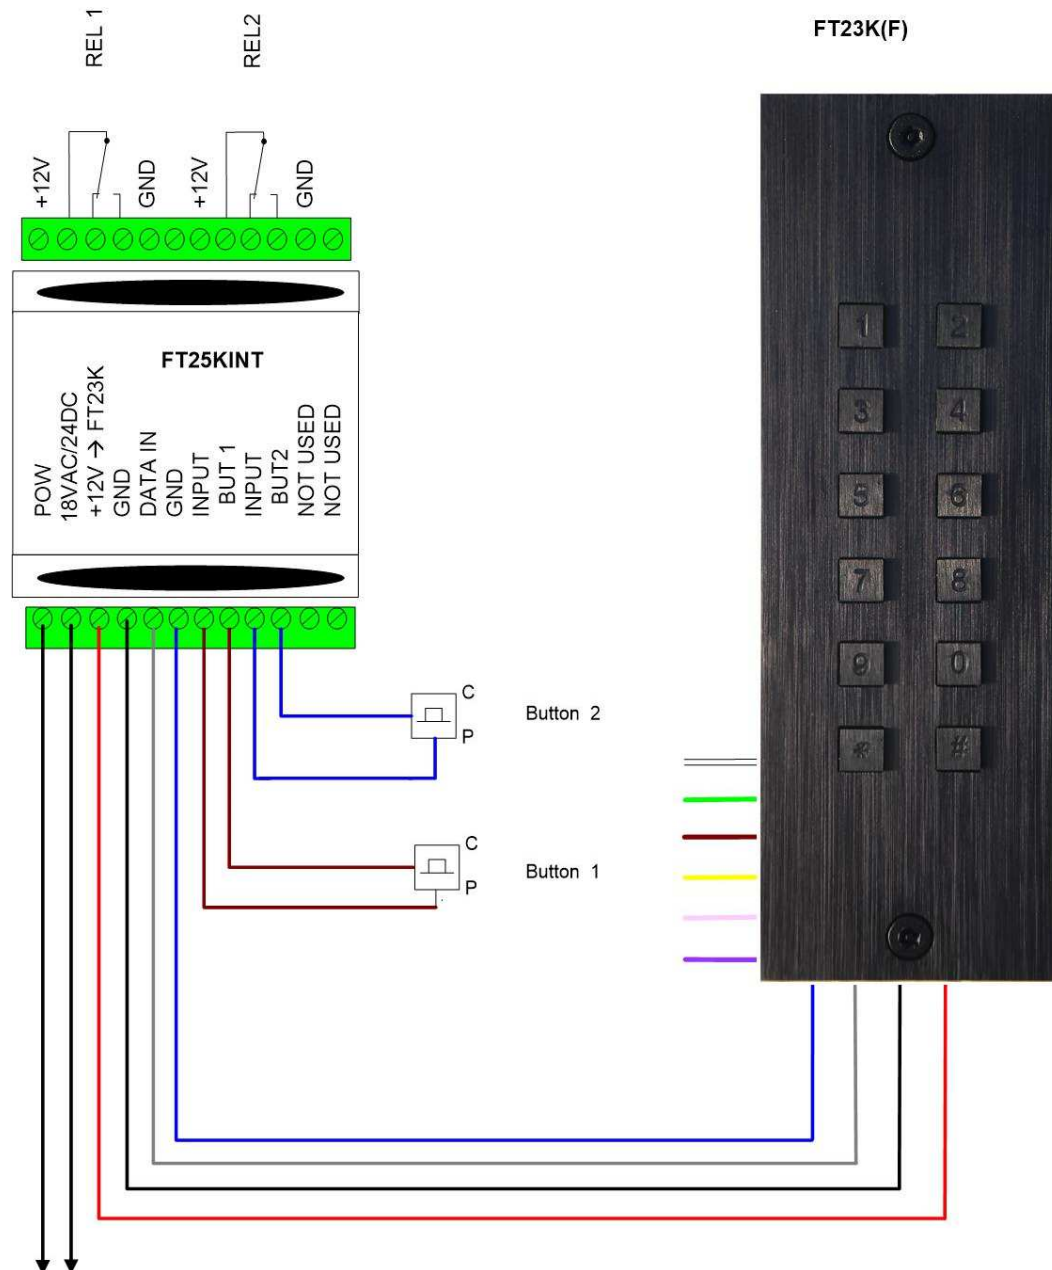 FT23K(F)
REL 1
REL2
+12V
GND
+12V
GND
FT25KINT
POW
18VAC/24DC
+12V → FT23K
GND
DATA IN
GND
INPUT
BUT 1
INPUT
BUT2
NOT USED
NOT USED
C
P
Button 2
C
P
Button 1
1
2
3
4
5
6
7
8
9
0
*
#